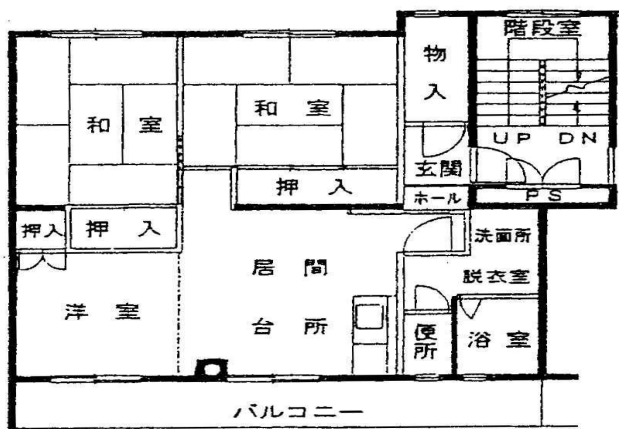 階段室
物入
和室
和室
UP DN
玄関
押入
ホール
PS
押入
押入
洗面所
脱衣室
居間
台所
洋室
便所
浴室
バルコニー